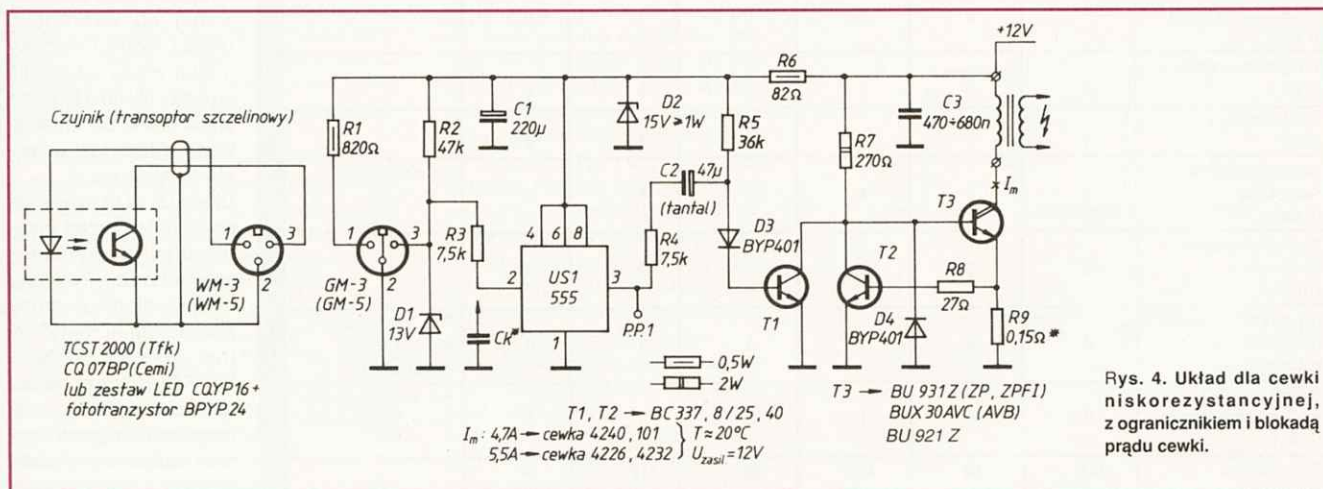 Czujnik (transoptor szczelinowy)
1
3
2
WM-3
(WM-5)
TCST 2000 (Tfk)
CQ 07BP (Cemi)
lub zestaw LED CQYP16 +
fototranzystor BPYP 24
R1
820Ω
R2
47k
1
3
2
GM-3
(GM-5)
D1
13V
R3
7,5k
CK*
C1
220µ
4
6
8
2
US1
555
3
1
P.P.1
D2
15V ≥ 1W
C2
47µ
(tantal)
R4
7,5k
R5
36k
D3
BYP401
R6
82Ω
R7
270Ω
C3
470÷680n
+12V
× Im
T1
T2
T3
D4
BYP401
R8
27Ω
R9
0,15Ω*
0,5W
2W
T1, T2 → BC 337, 8 / 25, 40
Im: 4,7A → cewka 4240, 101
5,5A → cewka 4226, 4232
} T ≈ 20°C
Uzasil = 12V
T3 → BU 931 Z (ZP, ZPFI)
BUX 30AVC (AVB)
BU 921 Z
Rys. 4. Układ dla cewki
niskorezystancyjnej,
z ogranicznikiem i blokadą
prądu cewki.